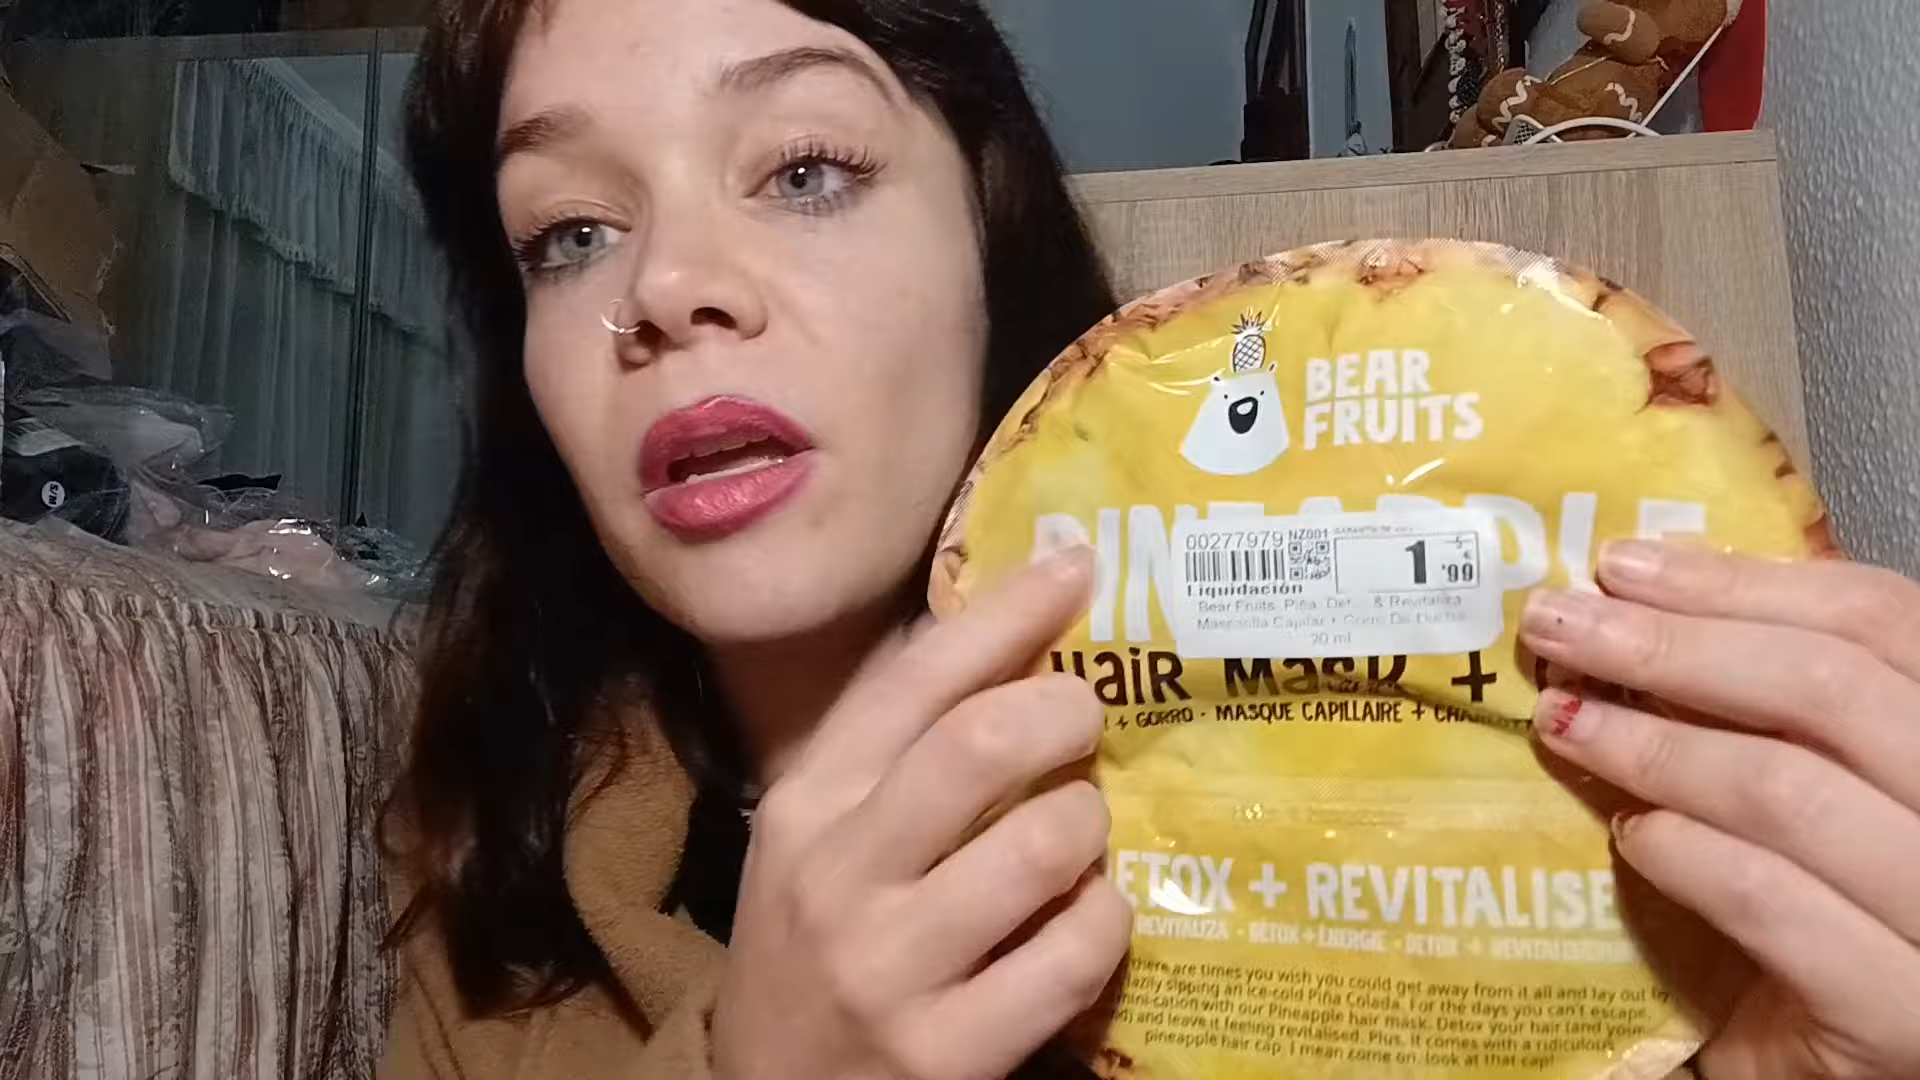 BEAR
FRUITS
PINEAPPLE
00277979 NZ001
1 '99
Liquidación
Bear Fruits, Piña, Det... & Revitaliza
Mascarilla Capilar + Gorro De Ducha
20 ml
HAIR MASK +
+ GORRO - MASQUE CAPILLAIRE +
ETOX + REVITALISE
REVITALIZA - DETOX + ÉNERGIE - DETOX +
there are times you wish you could get away from it all and lay out by
azily sipping an ice-cold Piña Colada. For the days you can't escape,
mini-cation with our Pineapple hair mask. Detox your hair (and your
d) and leave it feeling revitalised. Plus, it comes with a ridiculous
pineapple hair cap. I mean come on, look at that cap!
S/M